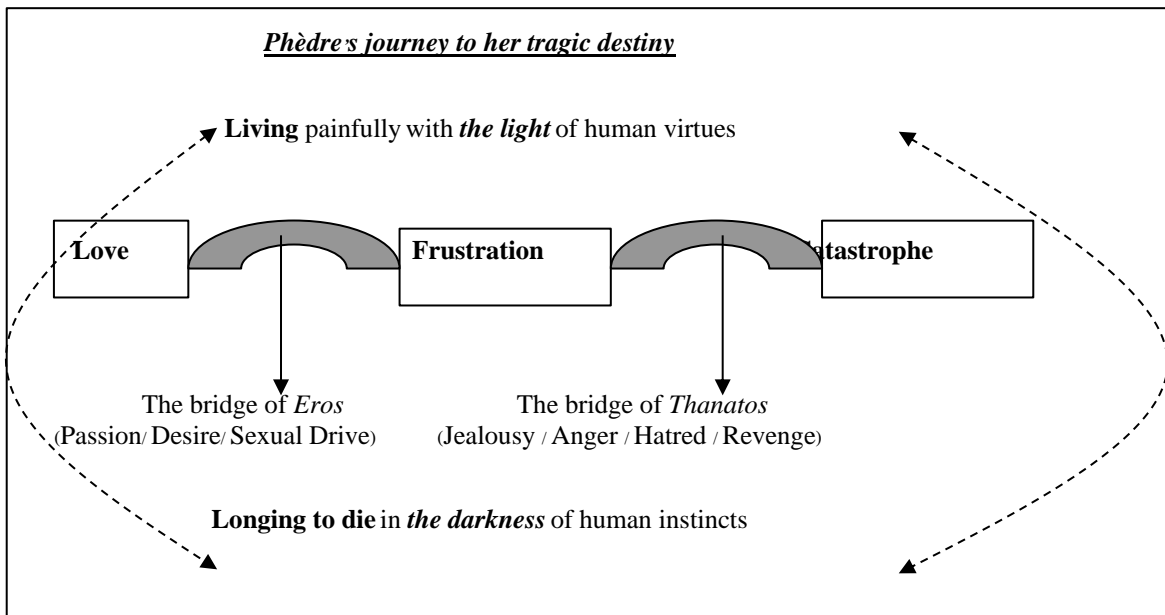 Phèdre's journey to her tragic destiny
Living painfully with the light of human virtues
Love
Frustration
atastrophe
The bridge of Eros
(Passion/ Desire/ Sexual Drive)
The bridge of Thanatos
(Jealousy / Anger / Hatred / Revenge)
Longing to die in the darkness of human instincts